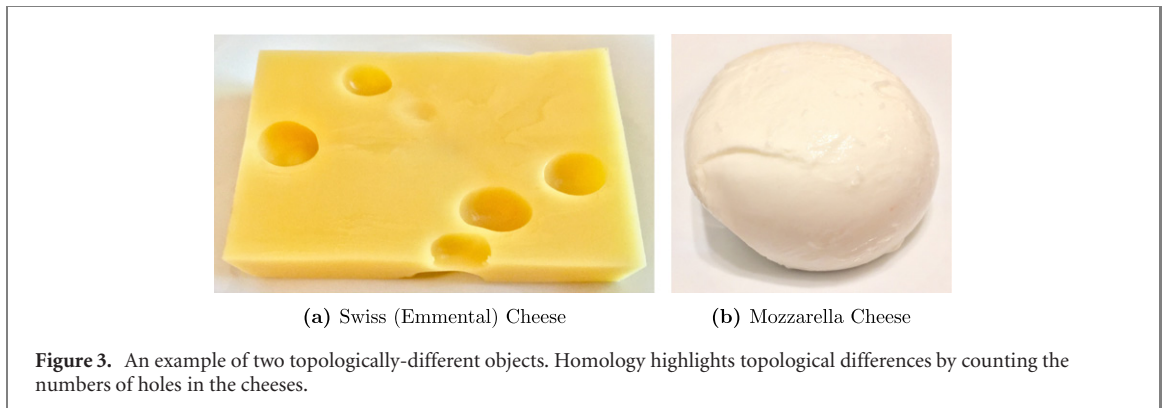 (a) Swiss (Emmental) Cheese
(b) Mozzarella Cheese
Figure 3. An example of two topologically-different objects. Homology highlights topological differences by counting the
numbers of holes in the cheeses.